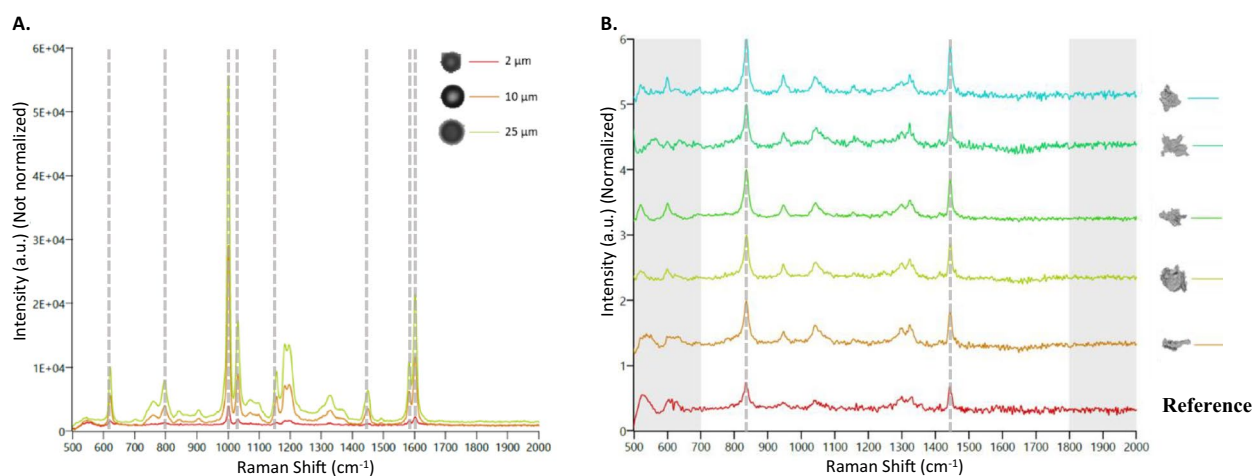 A.
Intensity (a.u.) (Not normalized)
6E+04
5E+04
4E+04
3E+04
2E+04
1E+04
0
500 600 700 800 900 1000 1100 1200 1300 1400 1500 1600 1700 1800 1900 2000
Raman Shift (cm⁻¹)
2 µm
10 µm
25 µm
B.
Intensity (a.u.) (Normalized)
6
5
4
3
2
1
0
500 600 700 800 900 1000 1100 1200 1300 1400 1500 1600 1700 1800 1900 2000
Raman Shift (cm⁻¹)
Reference